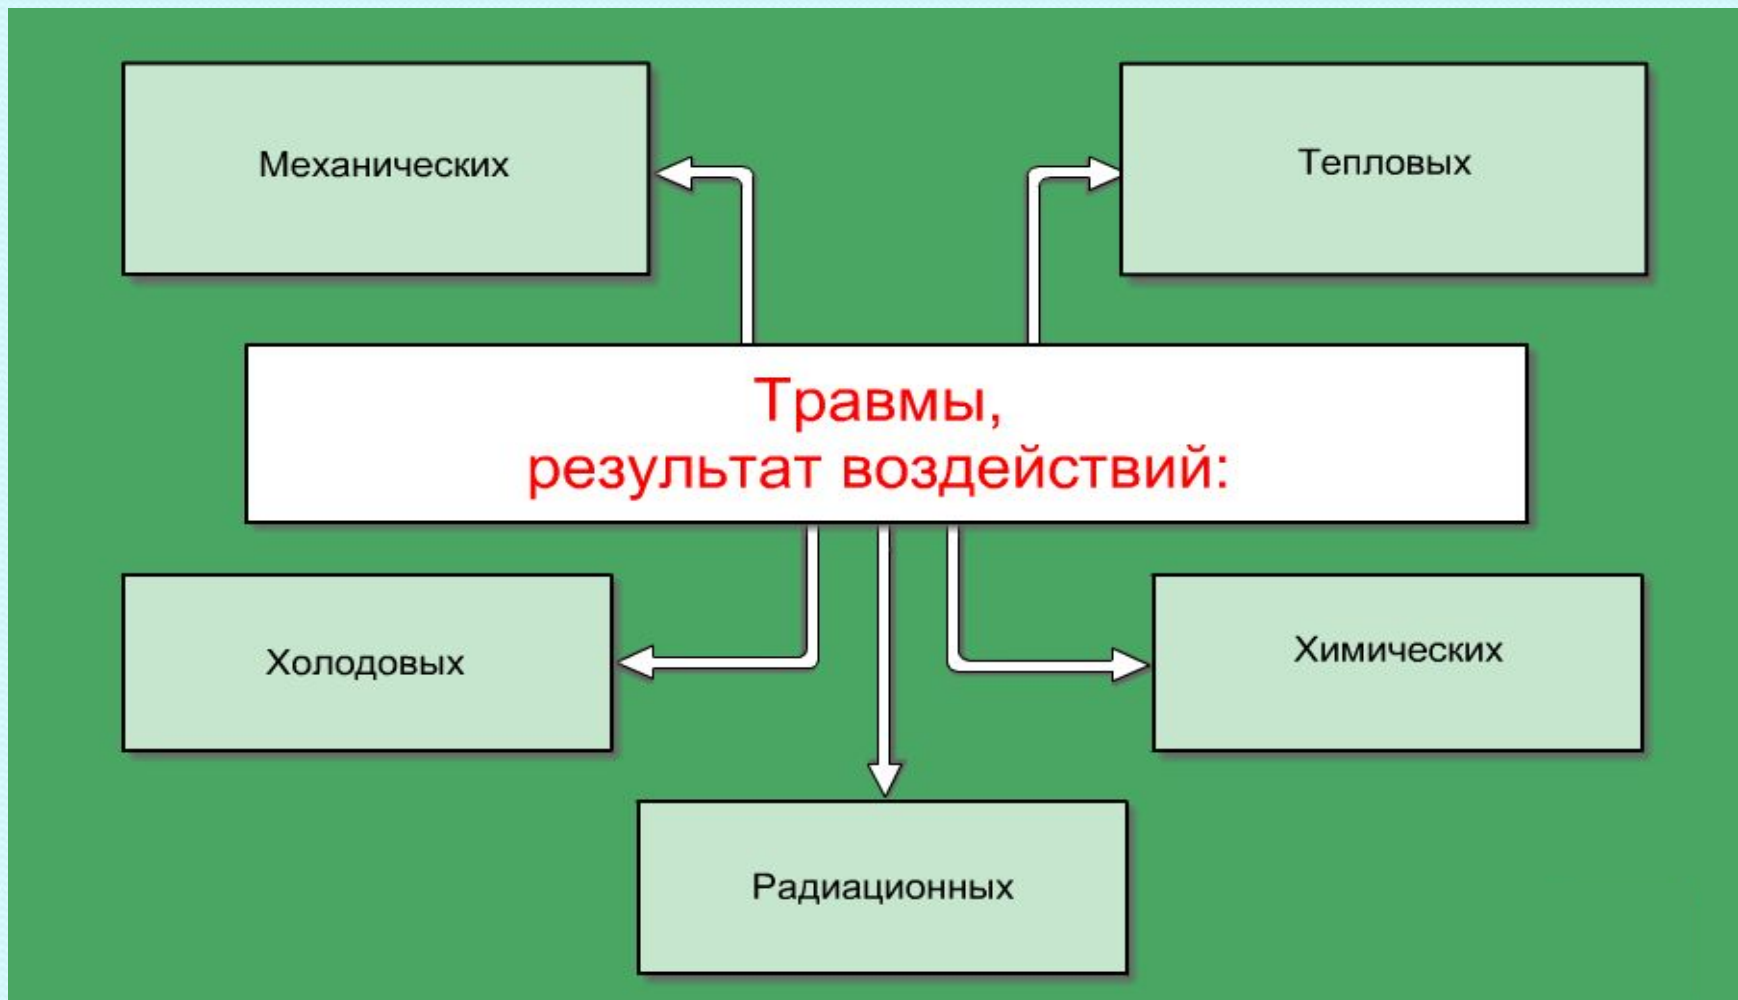 Механических
Тепловых
Травмы,
результат воздействий:
Холодовых
Химических
Радиационных